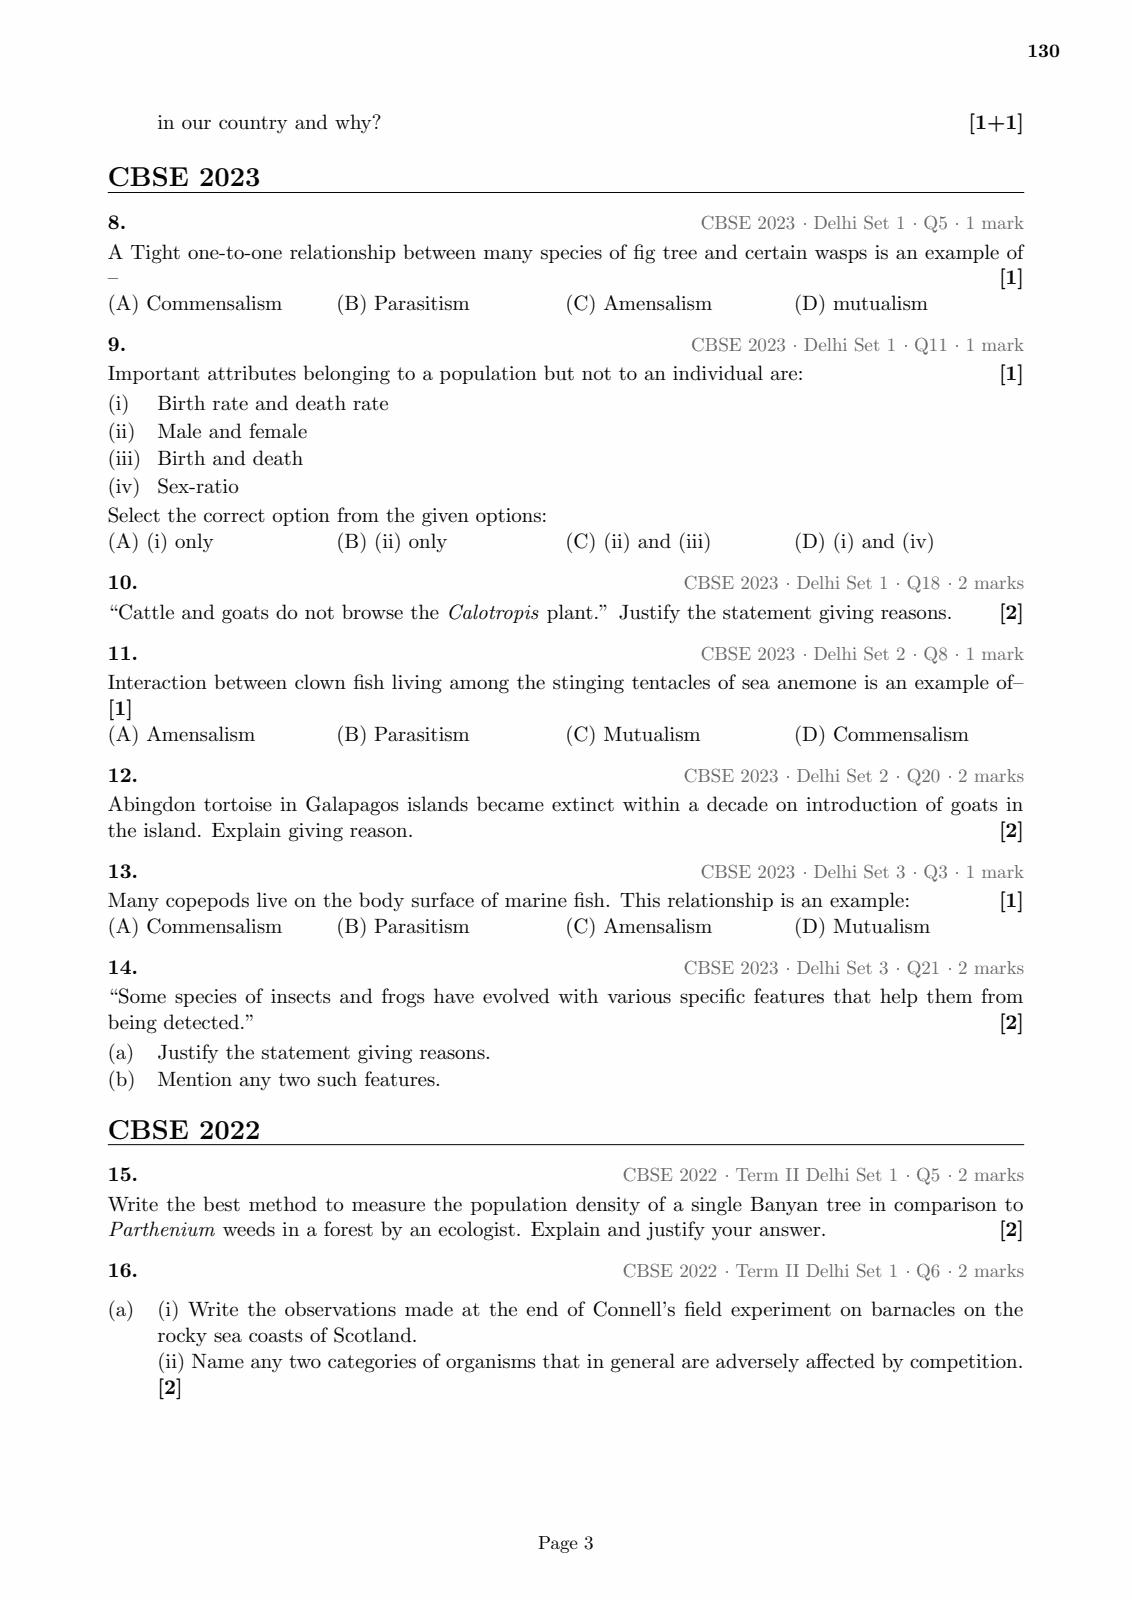 130
in our country and why? [1+1]
CBSE 2023
8. CBSE 2023 · Delhi Set 1 · Q5 · 1 mark
A Tight one-to-one relationship between many species of fig tree and certain wasps is an example of
– [1]
(A) Commensalism (B) Parasitism (C) Amensalism (D) mutualism
9. CBSE 2023 · Delhi Set 1 · Q11 · 1 mark
Important attributes belonging to a population but not to an individual are: [1]
(i) Birth rate and death rate
(ii) Male and female
(iii) Birth and death
(iv) Sex-ratio
Select the correct option from the given options:
(A) (i) only (B) (ii) only (C) (ii) and (iii) (D) (i) and (iv)
10. CBSE 2023 · Delhi Set 1 · Q18 · 2 marks
“Cattle and goats do not browse the Calotropis plant.” Justify the statement giving reasons. [2]
11. CBSE 2023 · Delhi Set 2 · Q8 · 1 mark
Interaction between clown fish living among the stinging tentacles of sea anemone is an example of–
[1]
(A) Amensalism (B) Parasitism (C) Mutualism (D) Commensalism
12. CBSE 2023 · Delhi Set 2 · Q20 · 2 marks
Abingdon tortoise in Galapagos islands became extinct within a decade on introduction of goats in
the island. Explain giving reason. [2]
13. CBSE 2023 · Delhi Set 3 · Q3 · 1 mark
Many copepods live on the body surface of marine fish. This relationship is an example: [1]
(A) Commensalism (B) Parasitism (C) Amensalism (D) Mutualism
14. CBSE 2023 · Delhi Set 3 · Q21 · 2 marks
“Some species of insects and frogs have evolved with various specific features that help them from
being detected.” [2]
(a) Justify the statement giving reasons.
(b) Mention any two such features.
CBSE 2022
15. CBSE 2022 · Term II Delhi Set 1 · Q5 · 2 marks
Write the best method to measure the population density of a single Banyan tree in comparison to
Parthenium weeds in a forest by an ecologist. Explain and justify your answer. [2]
16. CBSE 2022 · Term II Delhi Set 1 · Q6 · 2 marks
(a) (i) Write the observations made at the end of Connell’s field experiment on barnacles on the
rocky sea coasts of Scotland.
(ii) Name any two categories of organisms that in general are adversely affected by competition.
[2]
Page 3